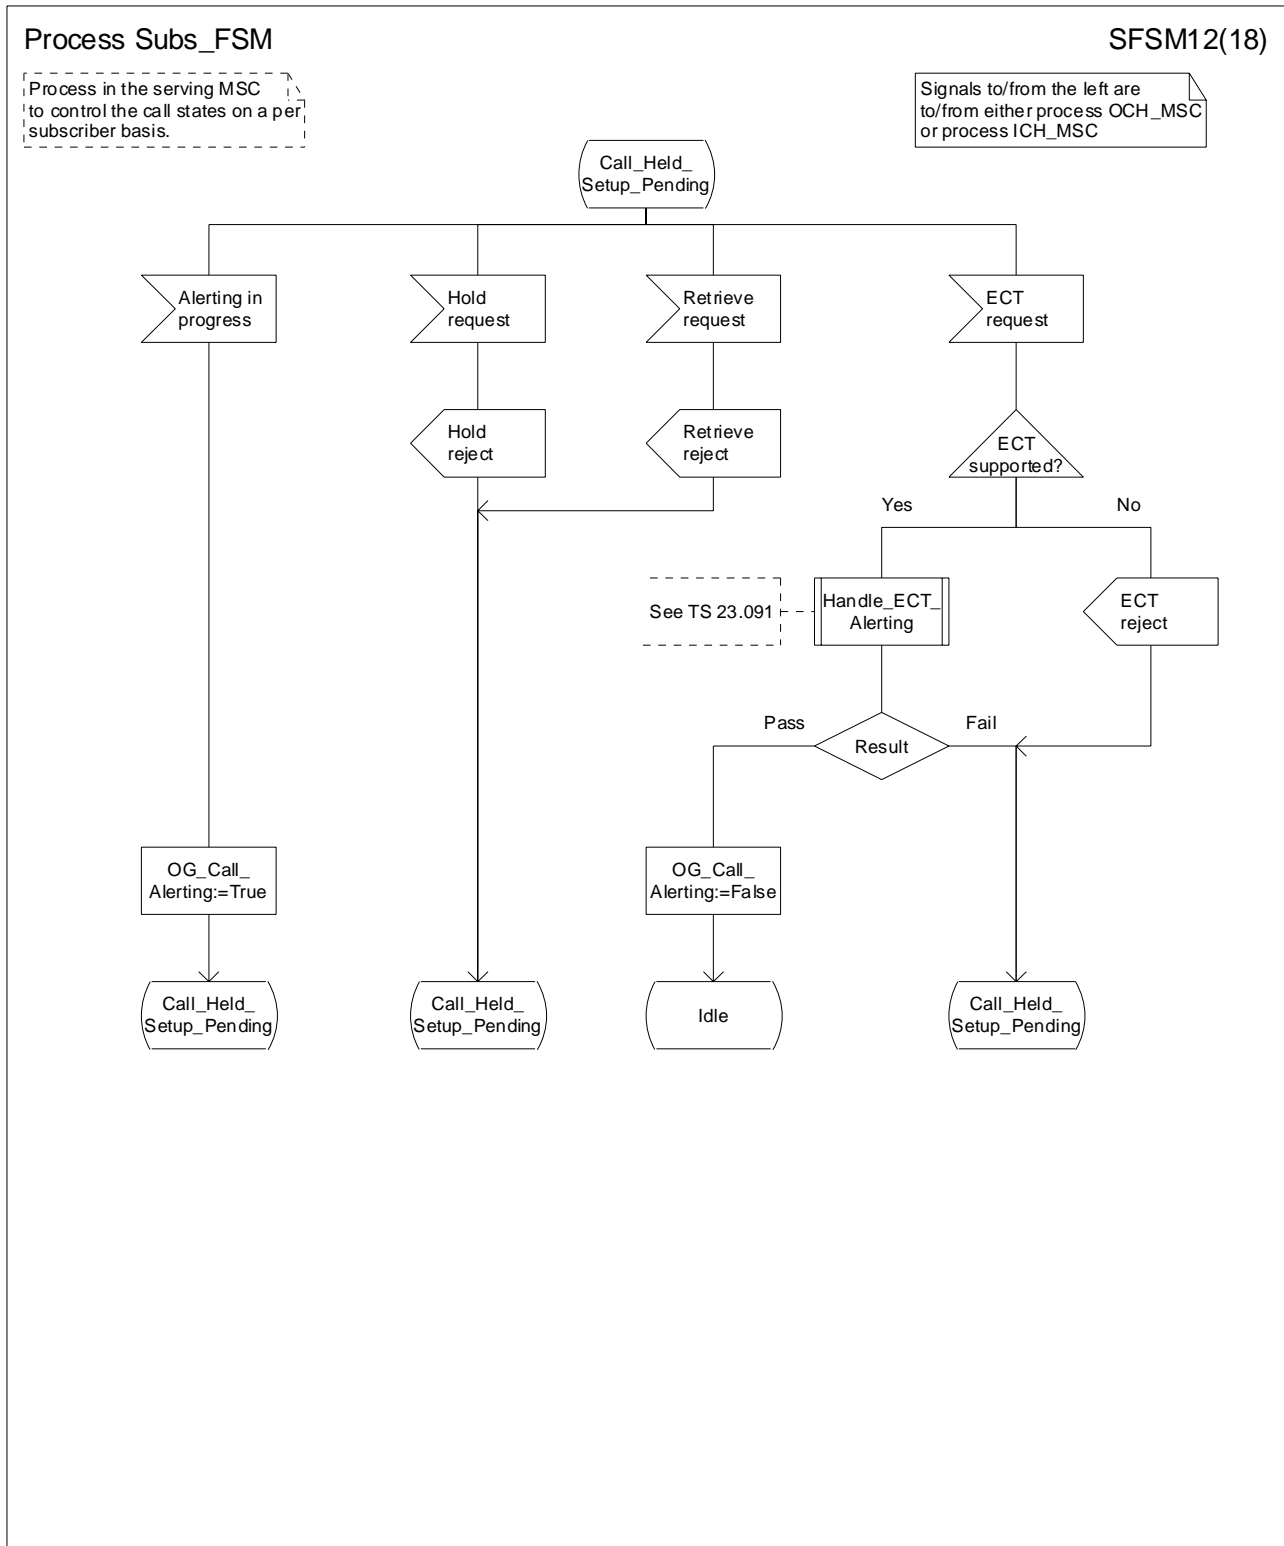 Process Subs_FSM
SFSM12(18)
Process in the serving MSC
to control the call states on a per
subscriber basis.
Signals to/from the left are
to/from either process OCH_MSC
or process ICH_MSC
Call_Held_
Setup_Pending
Alerting in
progress
Hold
request
Retrieve
request
ECT
request
Hold
reject
Retrieve
reject
ECT
supported?
Yes
No
See TS 23.091
Handle_ECT_
Alerting
ECT
reject
Pass
Fail
Result
OG_Call_
Alerting:=True
OG_Call_
Alerting:=False
Call_Held_
Setup_Pending
Call_Held_
Setup_Pending
Idle
Call_Held_
Setup_Pending